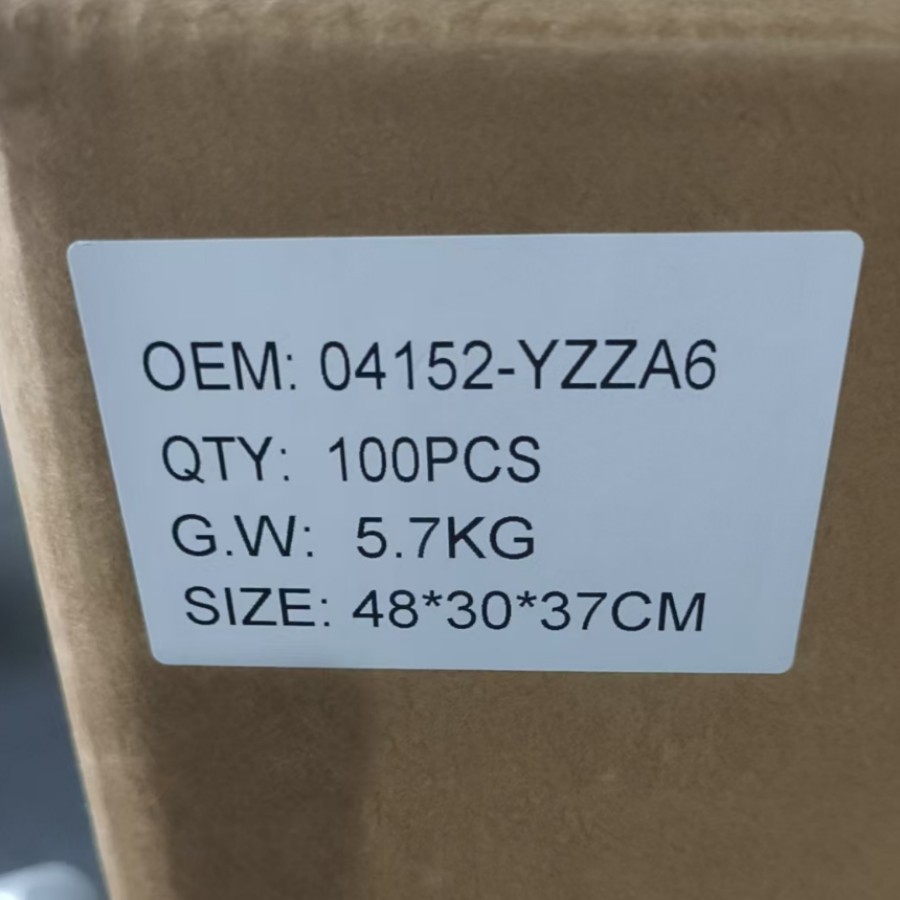 OEM: 04152-YZZA6
QTY: 100PCS
G.W: 5.7KG
SIZE: 48*30*37CM